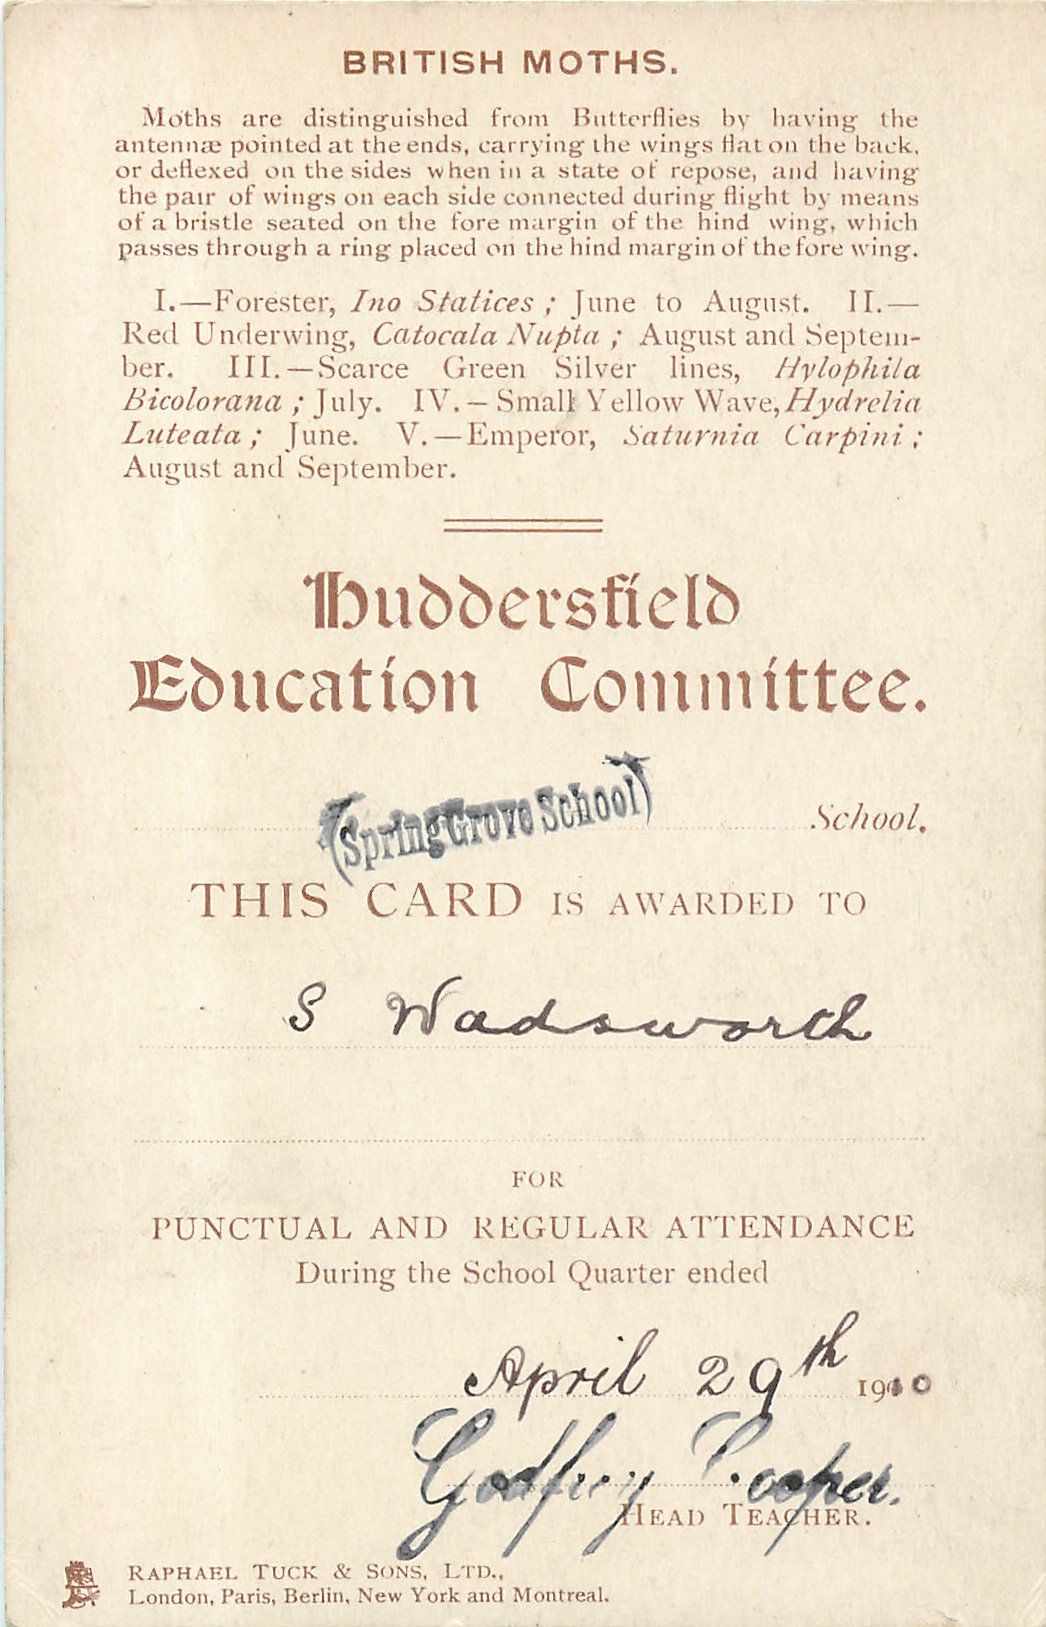 BRITISH MOTHS.
Moths are distinguished from Butterflies by having the
antennæ pointed at the ends, carrying the wings flat on the back,
or deflexed on the sides when in a state of repose, and having
the pair of wings on each side connected during flight by means
of a bristle seated on the fore margin of the hind wing, which
passes through a ring placed on the hind margin of the fore wing.
I.—Forester, Ino Statices ; June to August. II.—
Red Underwing, Catocala Nupta ; August and Septem-
ber. III.—Scarce Green Silver lines, Hylophila
Bicolorana ; July. IV.—Small Yellow Wave, Hydrelia
Luteata ; June. V.—Emperor, Saturnia Carpini ;
August and September.
Huddersfield
Education Committee.
(Spring Grove School) School.
THIS CARD IS AWARDED TO
S Wadsworth
FOR
PUNCTUAL AND REGULAR ATTENDANCE
During the School Quarter ended
April 29th 1910
Godfrey Cooper.
HEAD TEACHER.
RAPHAEL TUCK & SONS, LTD.,
London, Paris, Berlin, New York and Montreal.